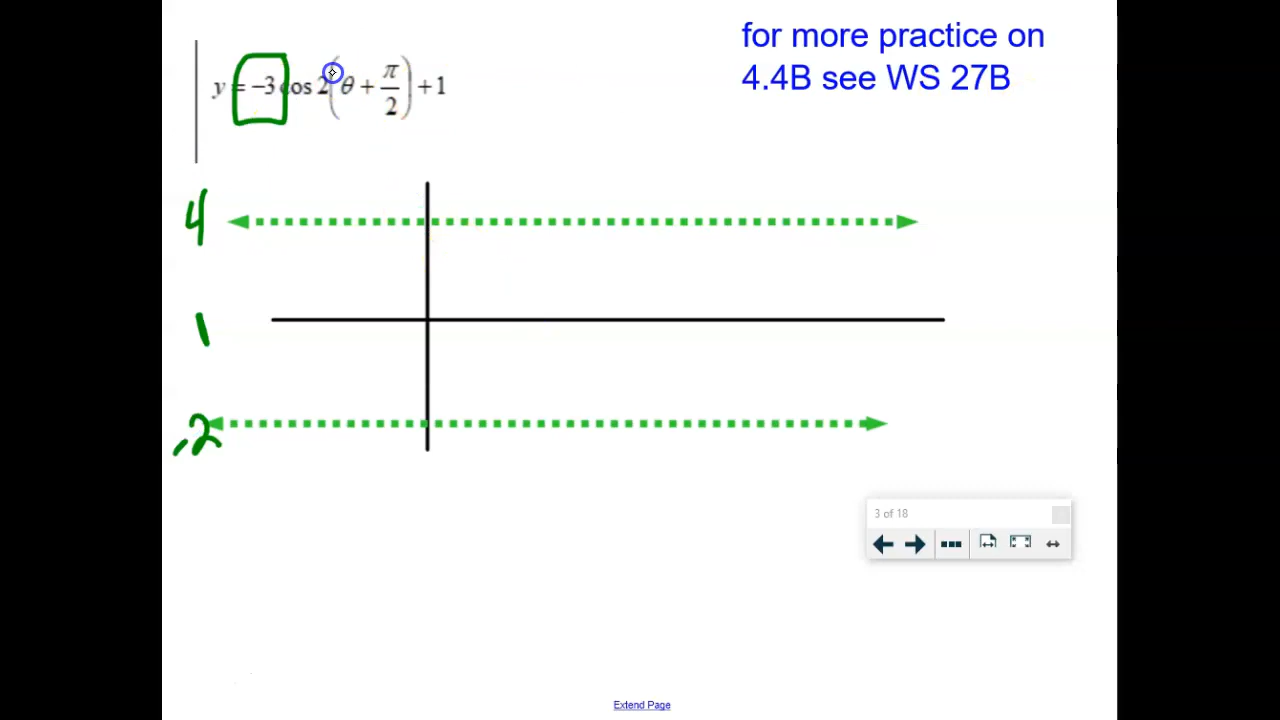 for more practice on
4.4B see WS 27B
y = −3 cos 2(θ + π/2) + 1
4
1
-2
3 of 18
Extend Page